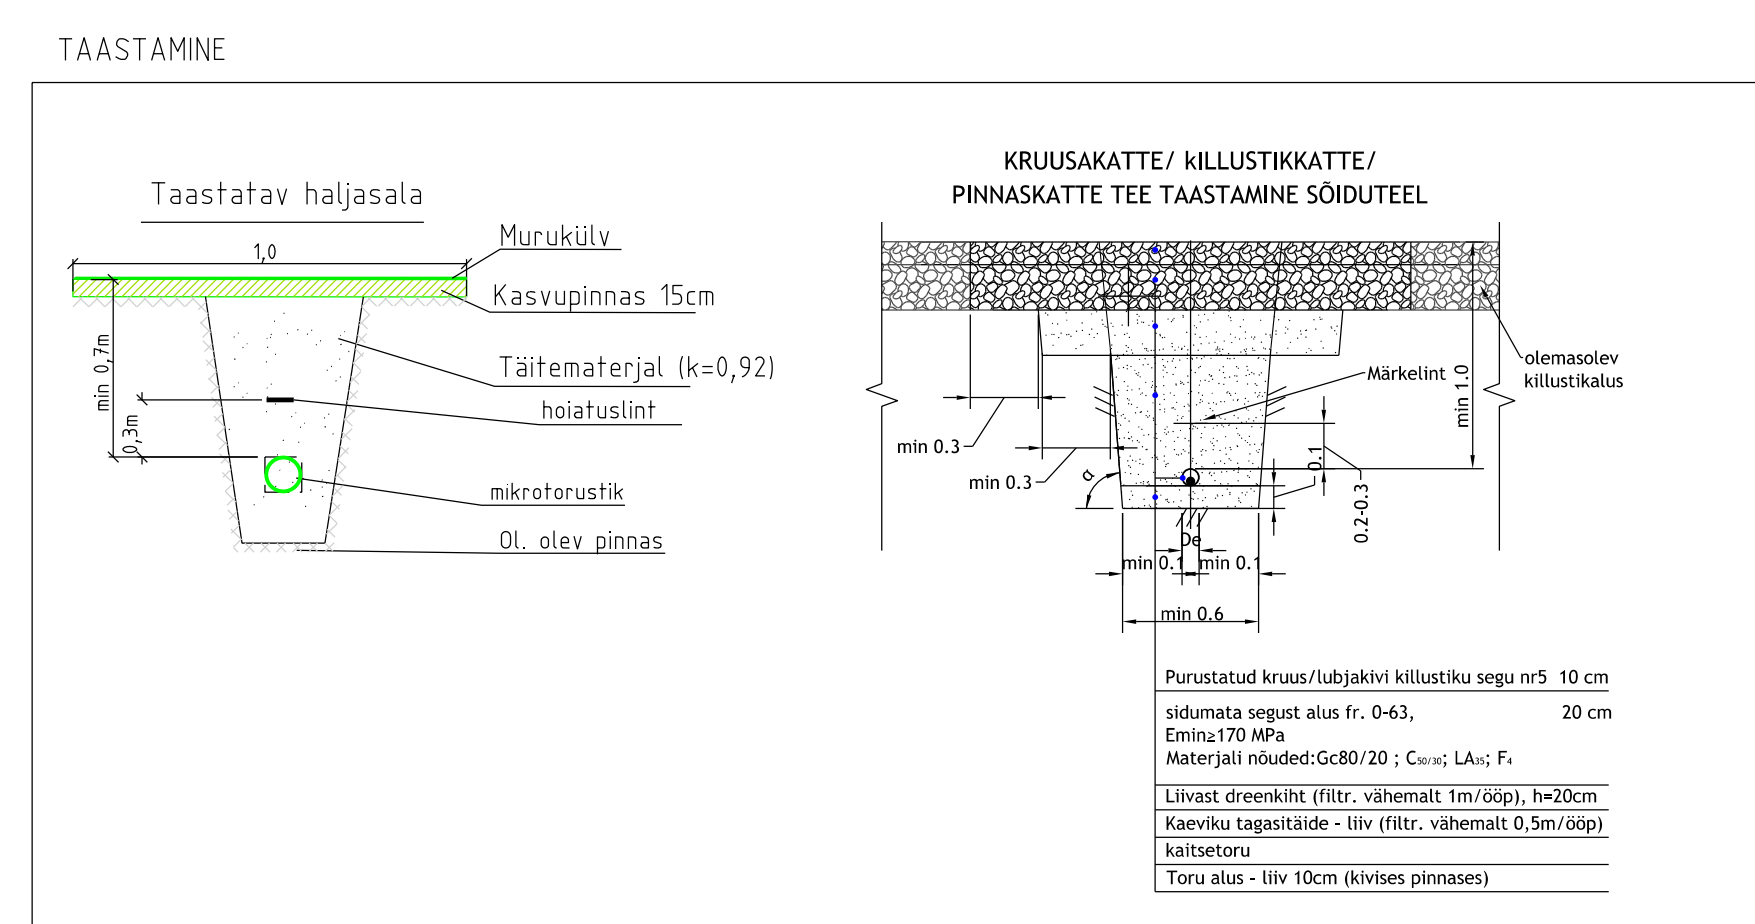 TAASTAMINE
Taastatav haljasala
1,0
Murukülv
Kasvupinnas 15cm
min 0,7m
Täitematerjal (k=0,92)
hoiatuslint
0,3m
mikrotorustik
Ol. olev pinnas
KRUUSAKATTE/ kILLUSTIKKATTE/
PINNASKATTE TEE TAASTAMINE SÕIDUTEEL
olemasolev
killustikalus
Märkelint
min 1.0
min 0.3
min 0.3
α
0.1
0.2-0.3
De
min 0.1
min 0.1
min 0.6
Purustatud kruus/lubjakivi killustiku segu nr5 10 cm
sidumata segust alus fr. 0-63, 20 cm
Emin≥170 MPa
Materjali nõuded:Gc80/20 ; C50/30; LA35; F4
Liivast dreenkiht (filtr. vähemalt 1m/ööp), h=20cm
Kaeviku tagasitäide - liiv (filtr. vähemalt 0,5m/ööp)
kaitsetoru
Toru alus - liiv 10cm (kivises pinnases)